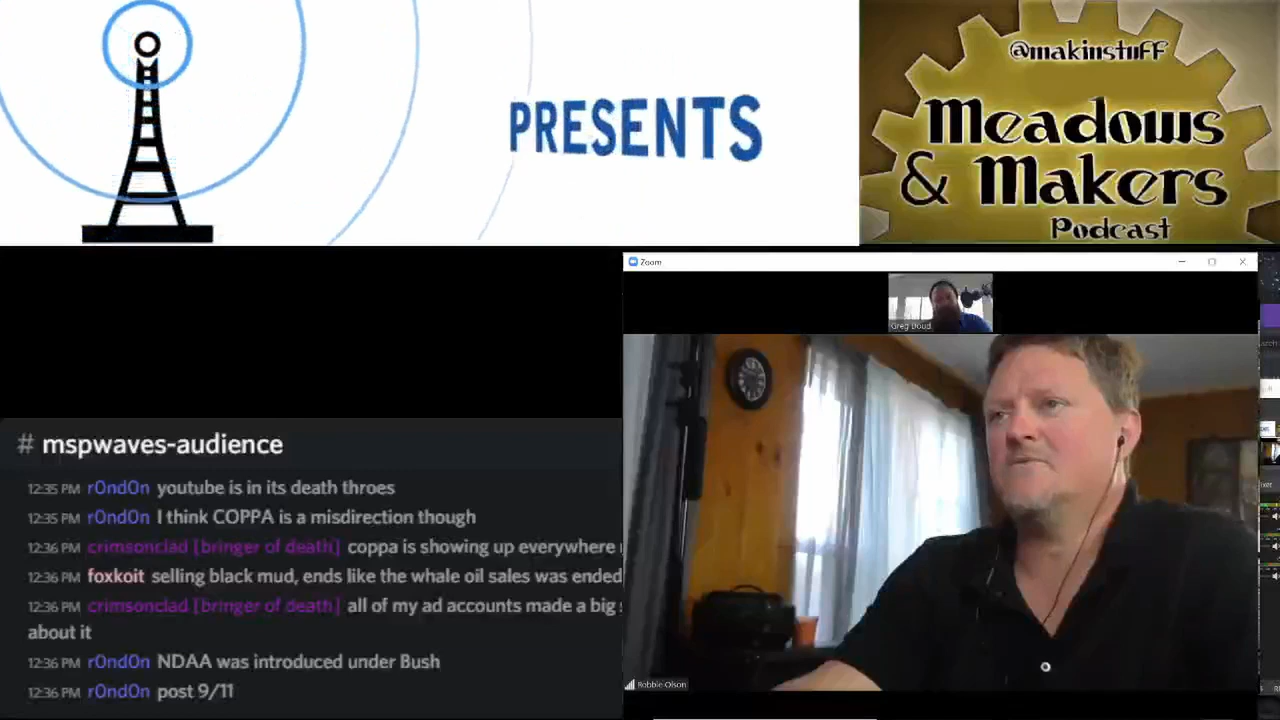 PRESENTS
@makinstuff
Meadows
& Makers
Podcast
Zoom
Greg Doud
# mspwaves-audience
12:35 PM r0nd0n youtube is in its death throes
12:35 PM r0nd0n I think COPPA is a misdirection though
12:36 PM crimsonclad [bringer of death] coppa is showing up everywhere
12:36 PM foxkoit selling black mud, ends like the whale oil sales was ended
12:36 PM crimsonclad [bringer of death] all of my ad accounts made a big
about it
12:36 PM r0nd0n NDAA was introduced under Bush
12:36 PM r0nd0n post 9/11
Robbie Olson